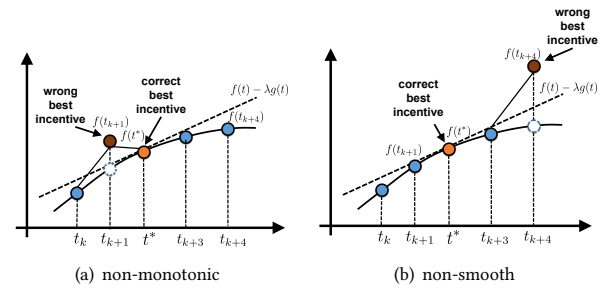 wrong
best
incentive
correct
best
incentive
f(t) − λg(t)
f(t_{k+1})
f(t*)
f(t_{k+4})
t_k
t_{k+1}
t*
t_{k+3}
t_{k+4}
(a) non-monotonic
wrong
best
incentive
f(t_{k+4})
correct
best
incentive
f(t) − λg(t)
f(t*)
f(t_{k+1})
t_k
t_{k+1}
t*
t_{k+3}
t_{k+4}
(b) non-smooth